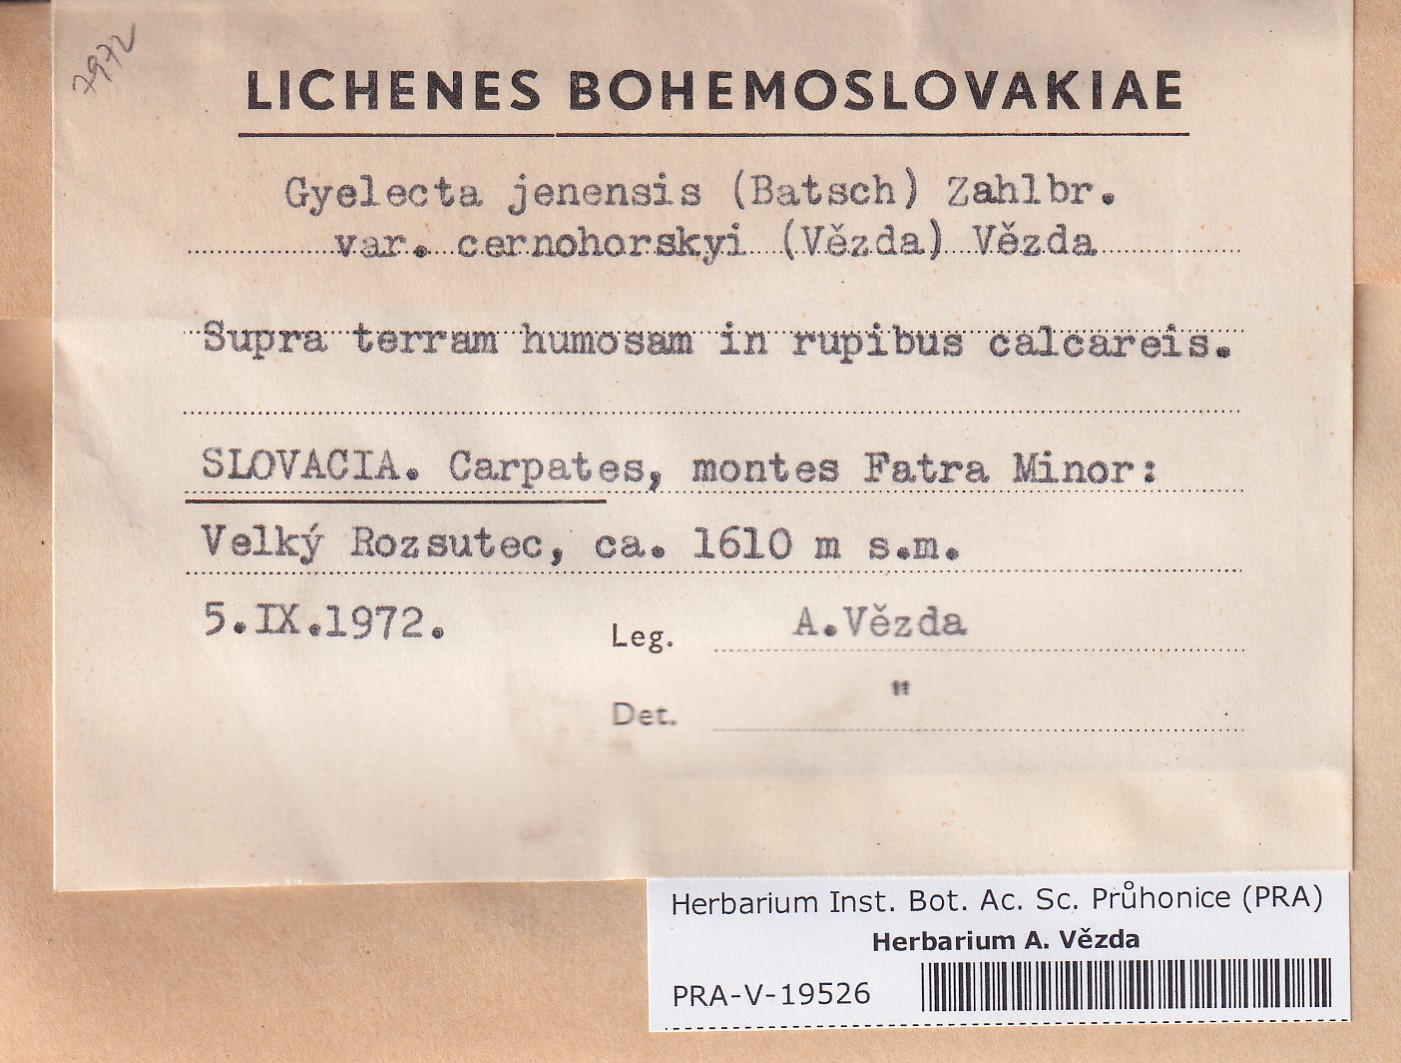 7972
LICHENES BOHEMOSLOVAKIAE
Gyelecta jenensis (Batsch) Zahlbr.
var. cernohorskyi (Vězda) Vězda
Supra terram humosam in rupibus calcareis.
SLOVACIA. Carpates, montes Fatra Minor:
Velký Rozsutec, ca. 1610 m s.m.
5.IX.1972.
Leg. A.Vězda
Det. "
Herbarium Inst. Bot. Ac. Sc. Průhonice (PRA)
Herbarium A. Vězda
PRA-V-19526